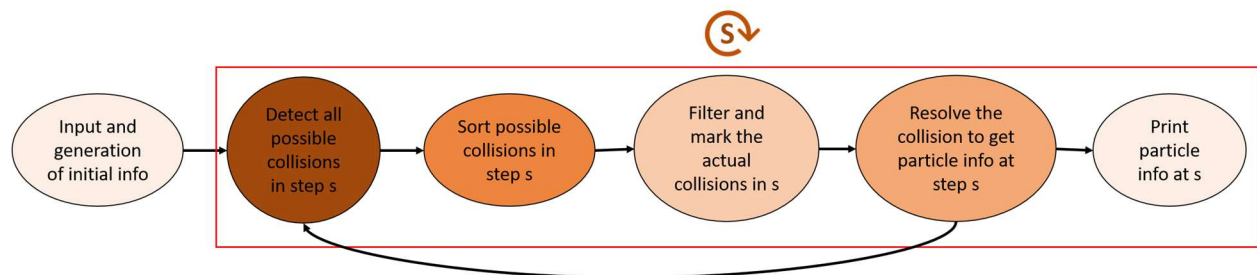 S
Input and
generation
of initial info
Detect all
possible
collisions
in step s
Sort possible
collisions in
step s
Filter and
mark the
actual
collisions in s
Resolve the
collision to get
particle info at
step s
Print
particle
info at s